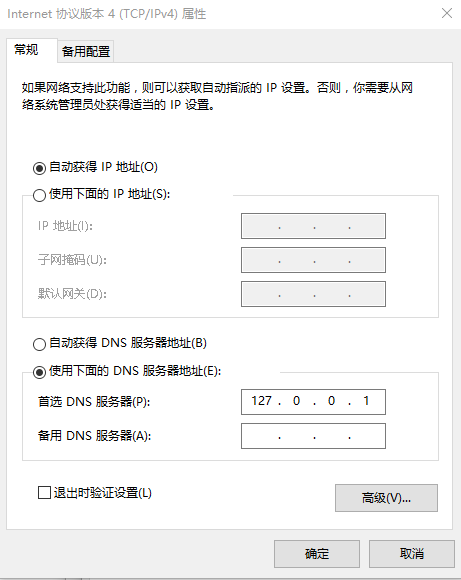 Internet 协议版本 4 (TCP/IPv4) 属性
常规
备用配置
如果网络支持此功能，则可以获取自动指派的 IP 设置。否则，你需要从网
络系统管理员处获得适当的 IP 设置。
自动获得 IP 地址(O)
使用下面的 IP 地址(S):
IP 地址(I):
. . .
子网掩码(U):
. . .
默认网关(D):
. . .
自动获得 DNS 服务器地址(B)
使用下面的 DNS 服务器地址(E):
首选 DNS 服务器(P):
127 . 0 . 0 . 1
备用 DNS 服务器(A):
. . .
退出时验证设置(L)
高级(V)...
确定
取消